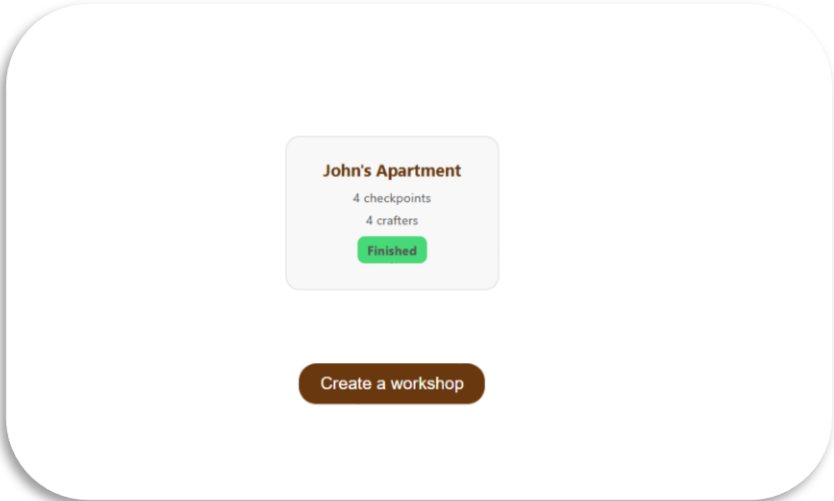 John's Apartment
4 checkpoints
4 crafters
Finished
Create a workshop